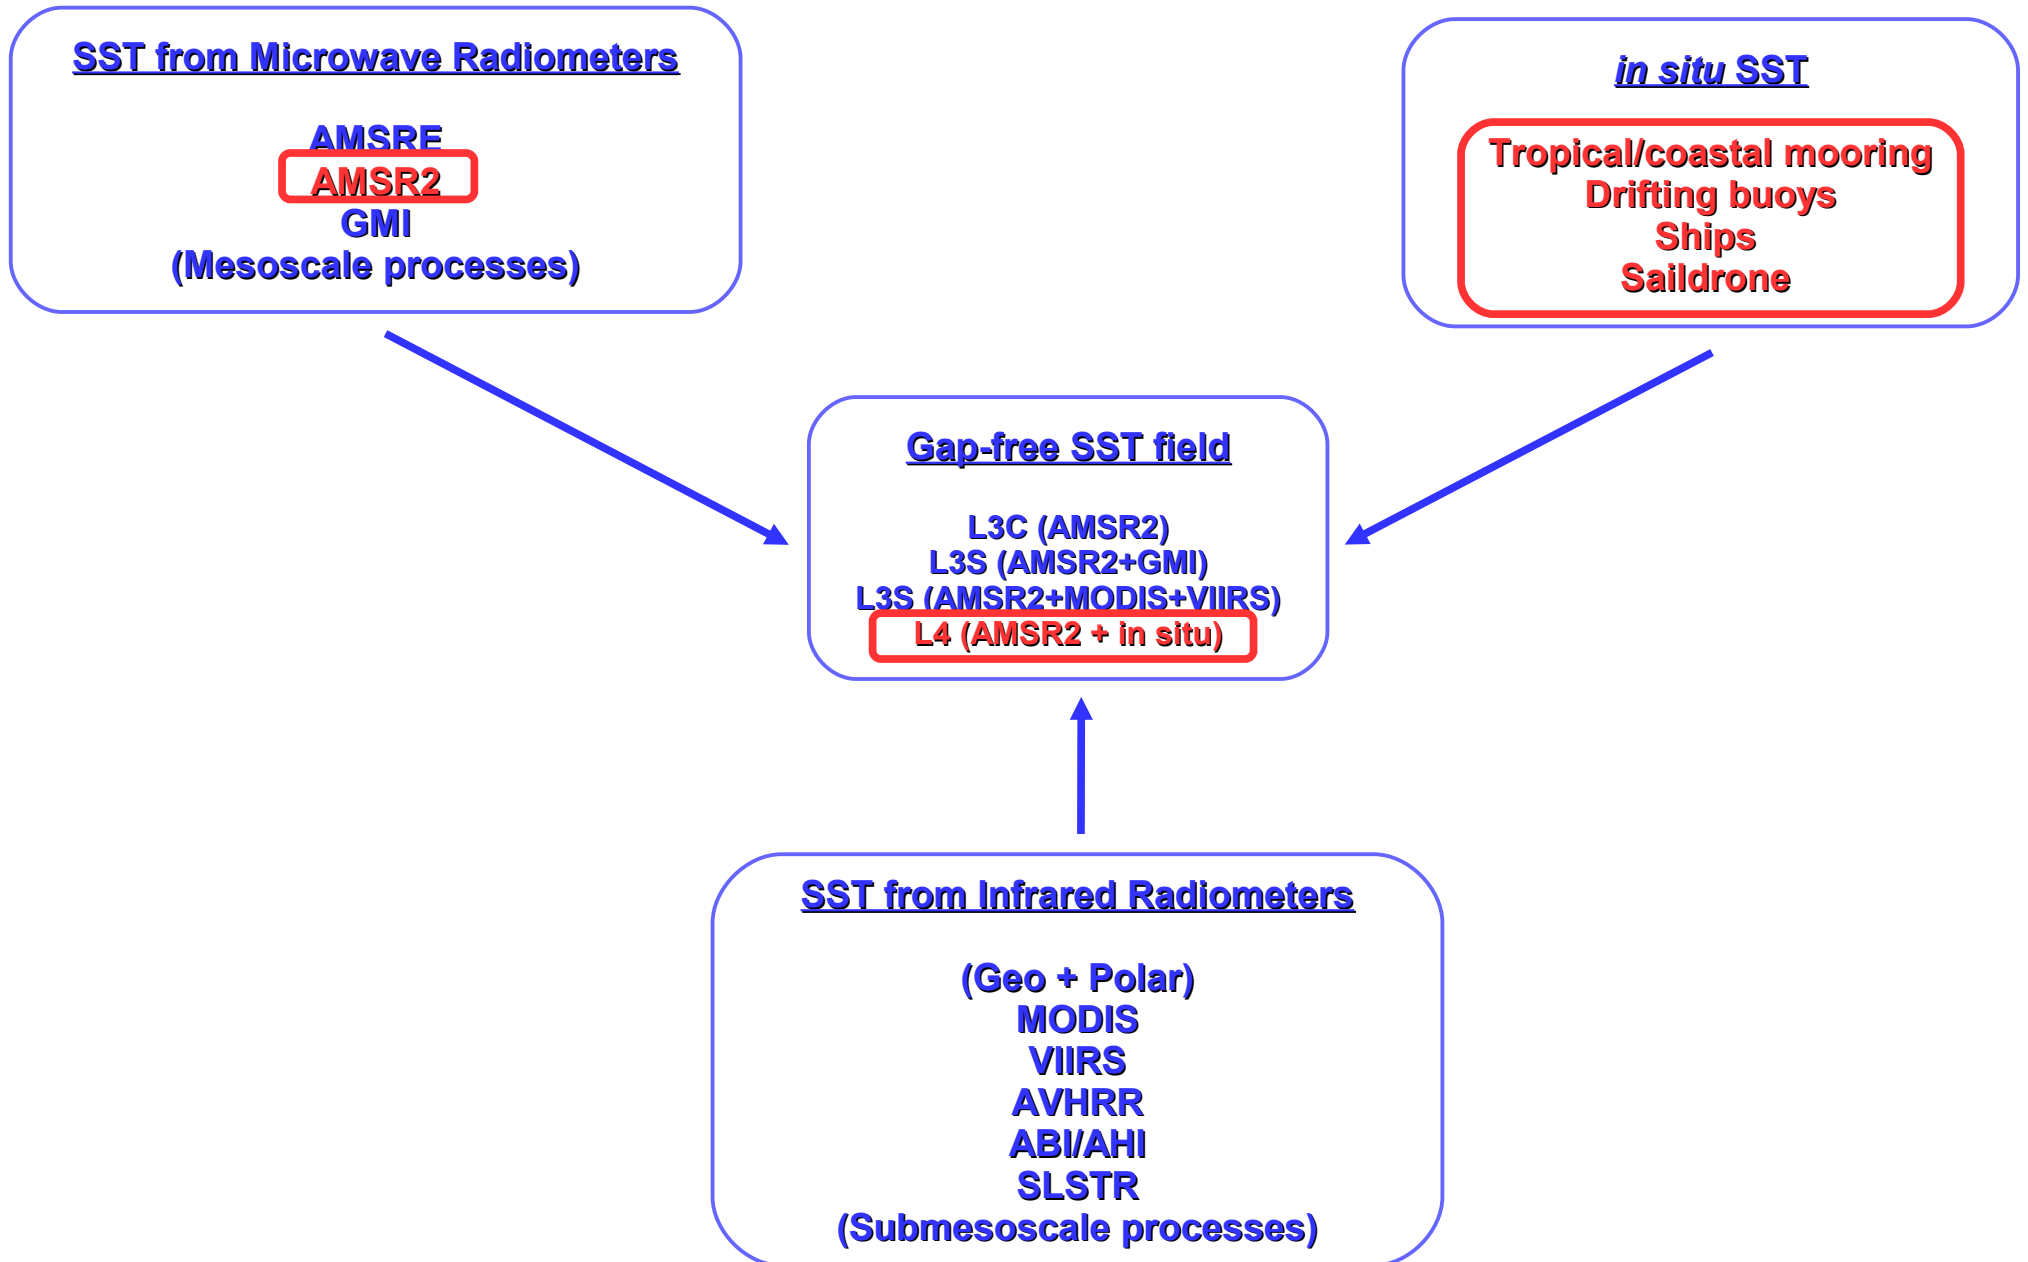 SST from Microwave Radiometers
AMSRE
AMSR2
GMI
(Mesoscale processes)
in situ SST
Tropical/coastal mooring
Drifting buoys
Ships
Saildrone
Gap-free SST field
L3C (AMSR2)
L3S (AMSR2+GMI)
L3S (AMSR2+MODIS+VIIRS)
L4 (AMSR2 + in situ)
SST from Infrared Radiometers
(Geo + Polar)
MODIS
VIIRS
AVHRR
ABI/AHI
SLSTR
(Submesoscale processes)